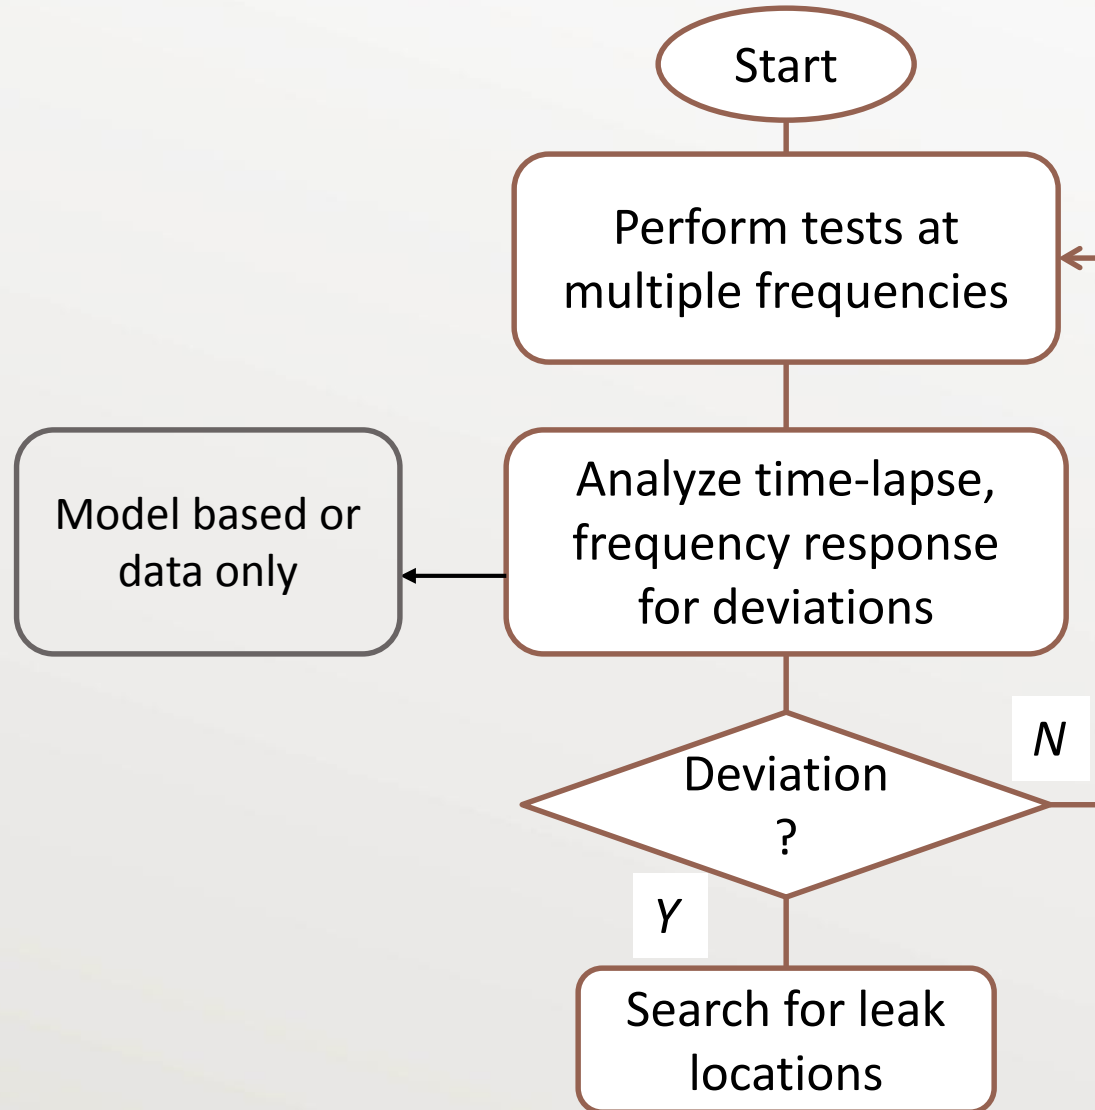 Start
Perform tests at
multiple frequencies
Analyze time-lapse,
frequency response
for deviations
Model based or
data only
Deviation
?
N
Y
Search for leak
locations